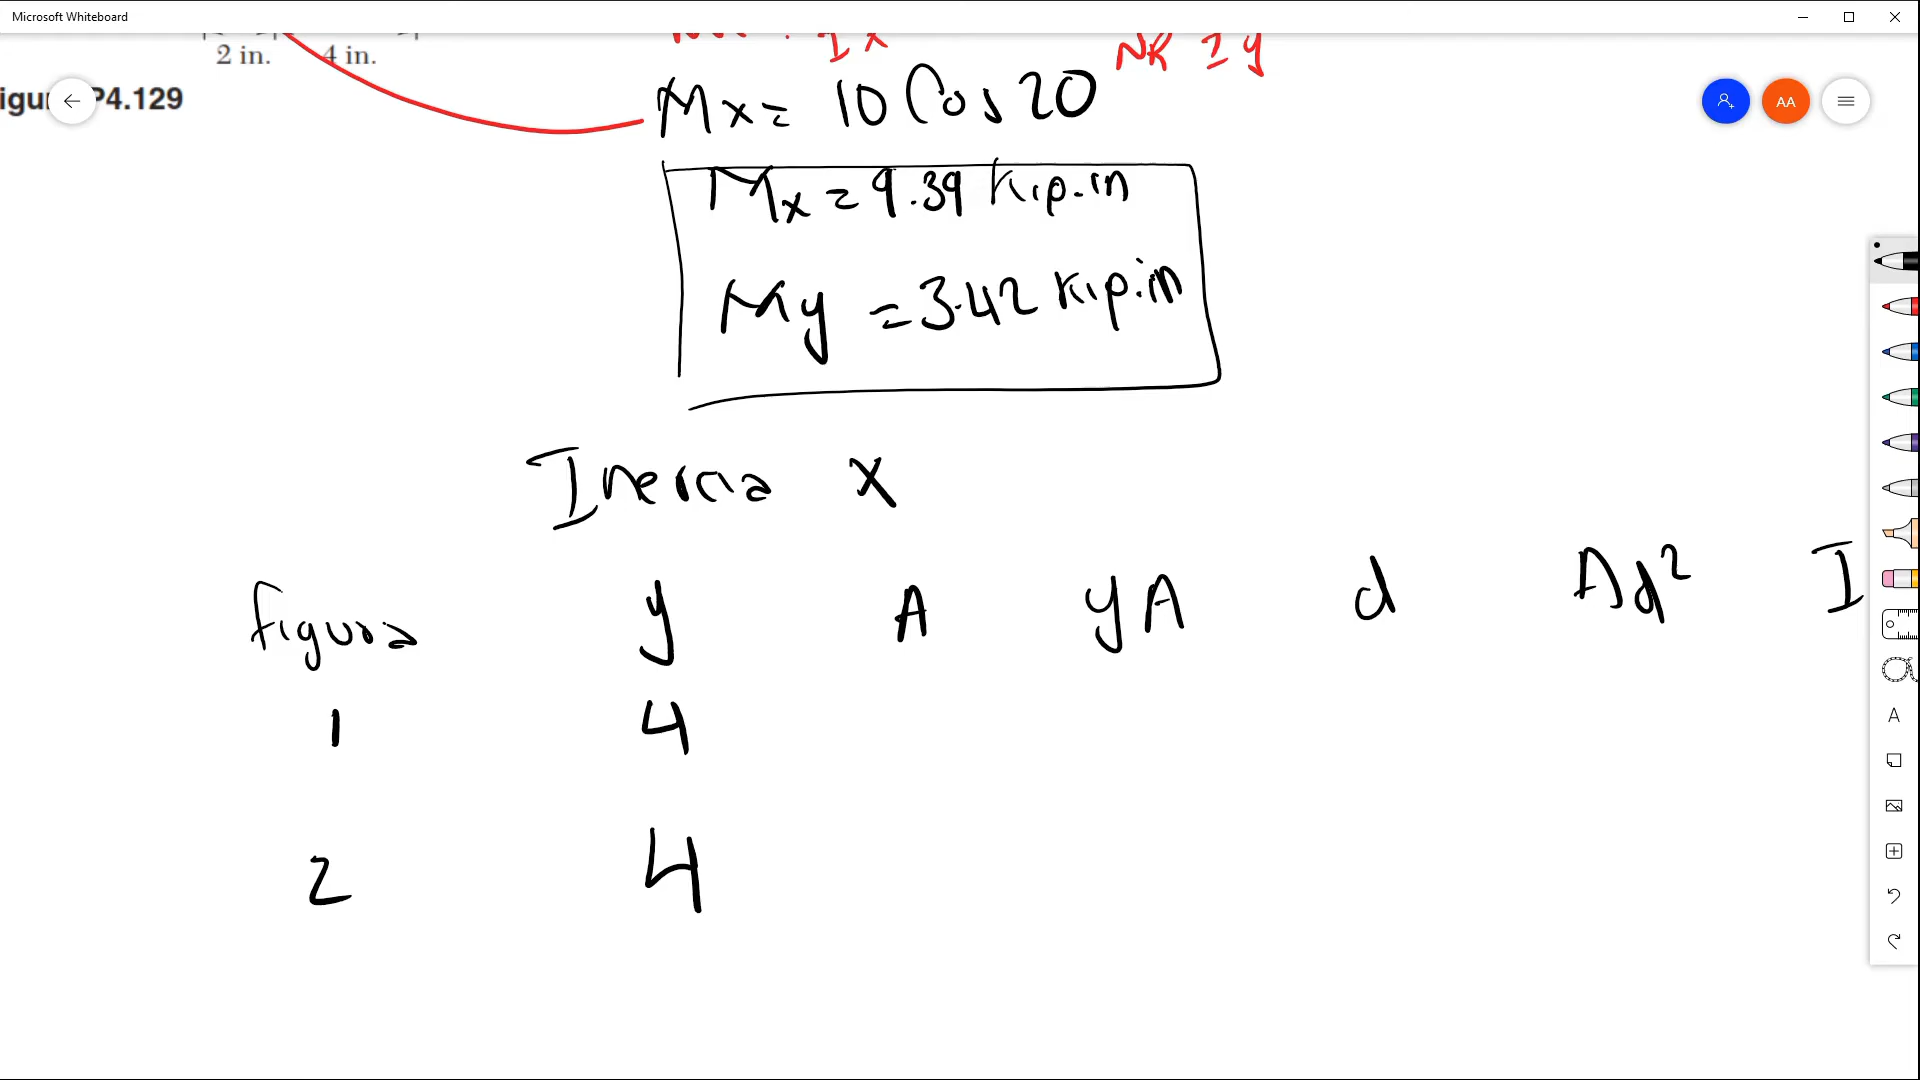 Microsoft Whiteboard
2 in. 4 in.
P4.129
Mx = 10 Cos 20
Mx = 9.39 Kip.in
My = 3.42 Kip.in
AA
Inercia X
figura y A yA d Ad² I
1 4
2 4